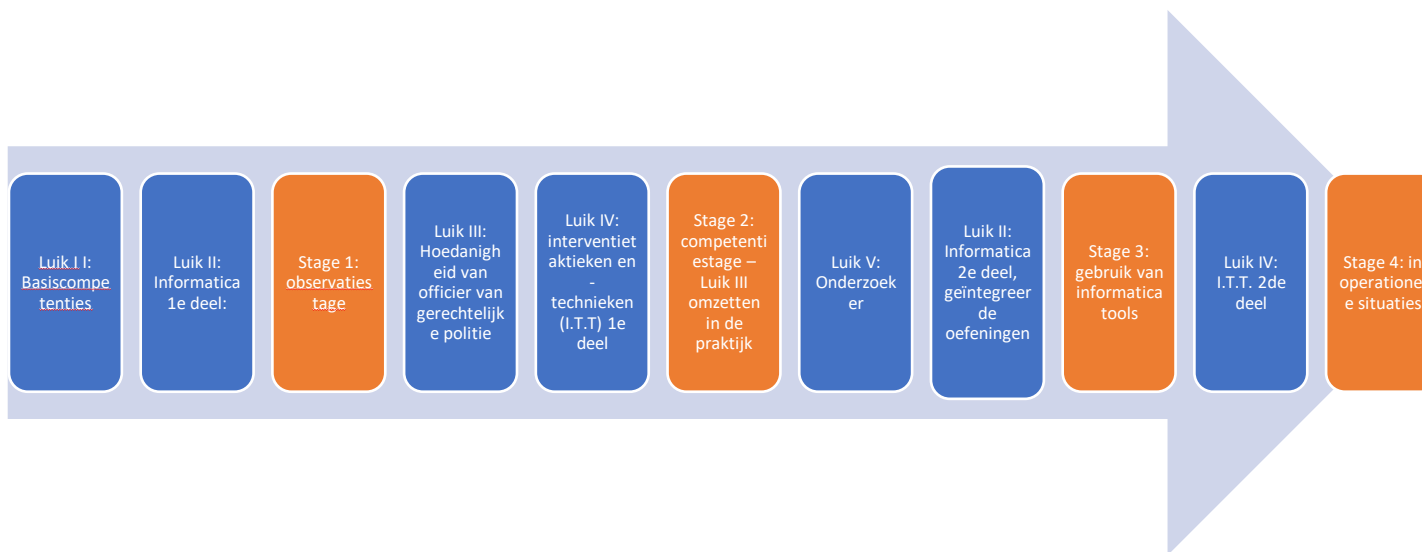 Luik I I:
Basiscompe
tenties
Luik II:
Informatica
1e deel:
Stage 1:
observaties
tage
Luik III:
Hoedanigh
eid van
officier van
gerechtelijk
e politie
Luik IV:
interventiet
aktieken en
-
technieken
(I.T.T) 1e
deel
Stage 2:
competenti
estage –
Luik III
omzetten
in de
praktijk
Luik V:
Onderzoek
er
Luik II:
Informatica
2e deel,
geïntegreer
de
oefeningen
Stage 3:
gebruik van
informatica
tools
Luik IV:
I.T.T. 2de
deel
Stage 4: in
operatione
e situaties